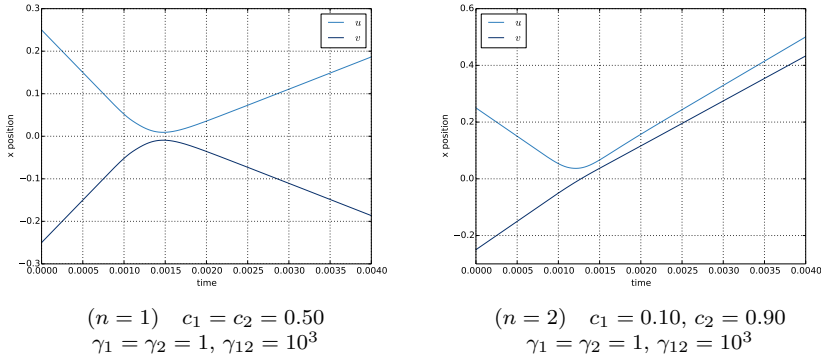 0.3
0.2
0.1
0.0
−0.1
−0.2
−0.3
x position
0.0000 0.0005 0.0010 0.0015 0.0020 0.0025 0.0030 0.0035 0.0040
time
u
v
(n = 1) c₁ = c₂ = 0.50
γ₁ = γ₂ = 1, γ₁₂ = 10³
0.6
0.4
0.2
0.0
−0.2
x position
0.0000 0.0005 0.0010 0.0015 0.0020 0.0025 0.0030 0.0035 0.0040
time
u
v
(n = 2) c₁ = 0.10, c₂ = 0.90
γ₁ = γ₂ = 1, γ₁₂ = 10³